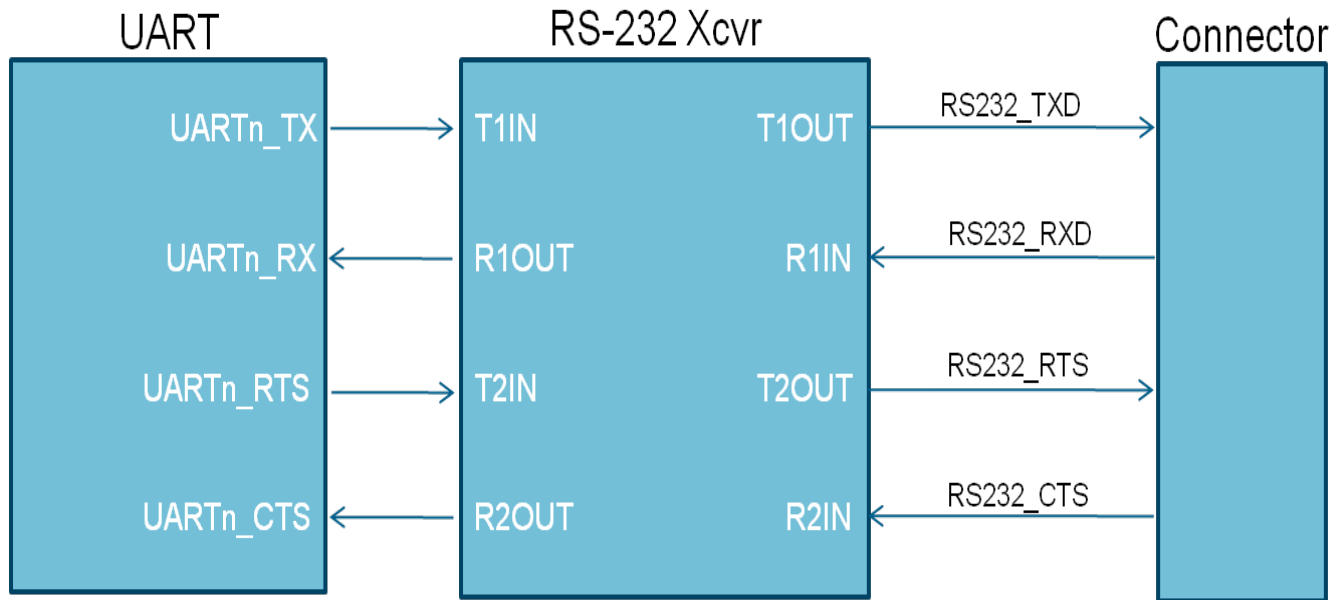 UART
RS-232 Xcvr
Connector
UARTn_TX
T1IN
T1OUT
RS232_TXD
UARTn_RX
R1OUT
R1IN
RS232_RXD
UARTn_RTS
T2IN
T2OUT
RS232_RTS
UARTn_CTS
R2OUT
R2IN
RS232_CTS